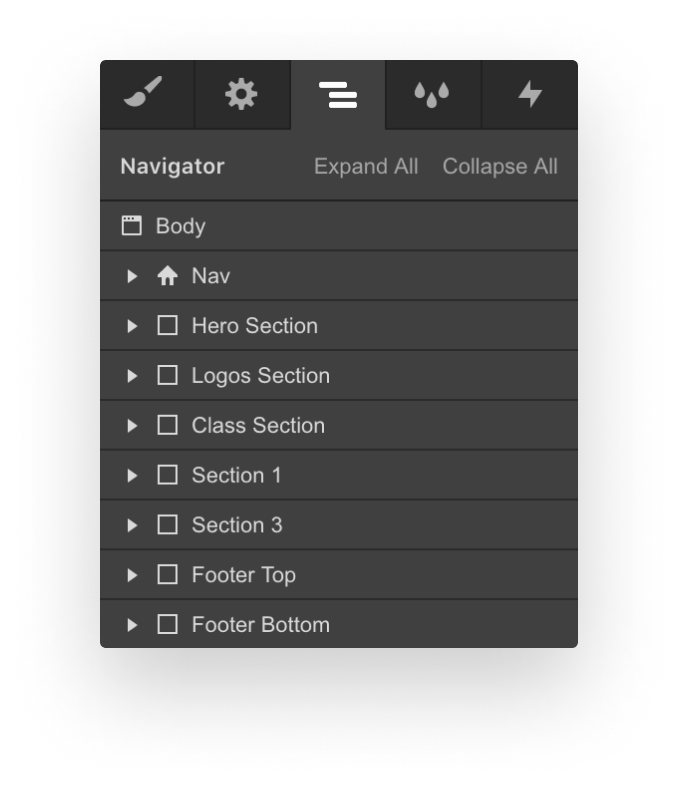 Navigator Expand All Collapse All
Body
Nav
Hero Section
Logos Section
Class Section
Section 1
Section 3
Footer Top
Footer Bottom